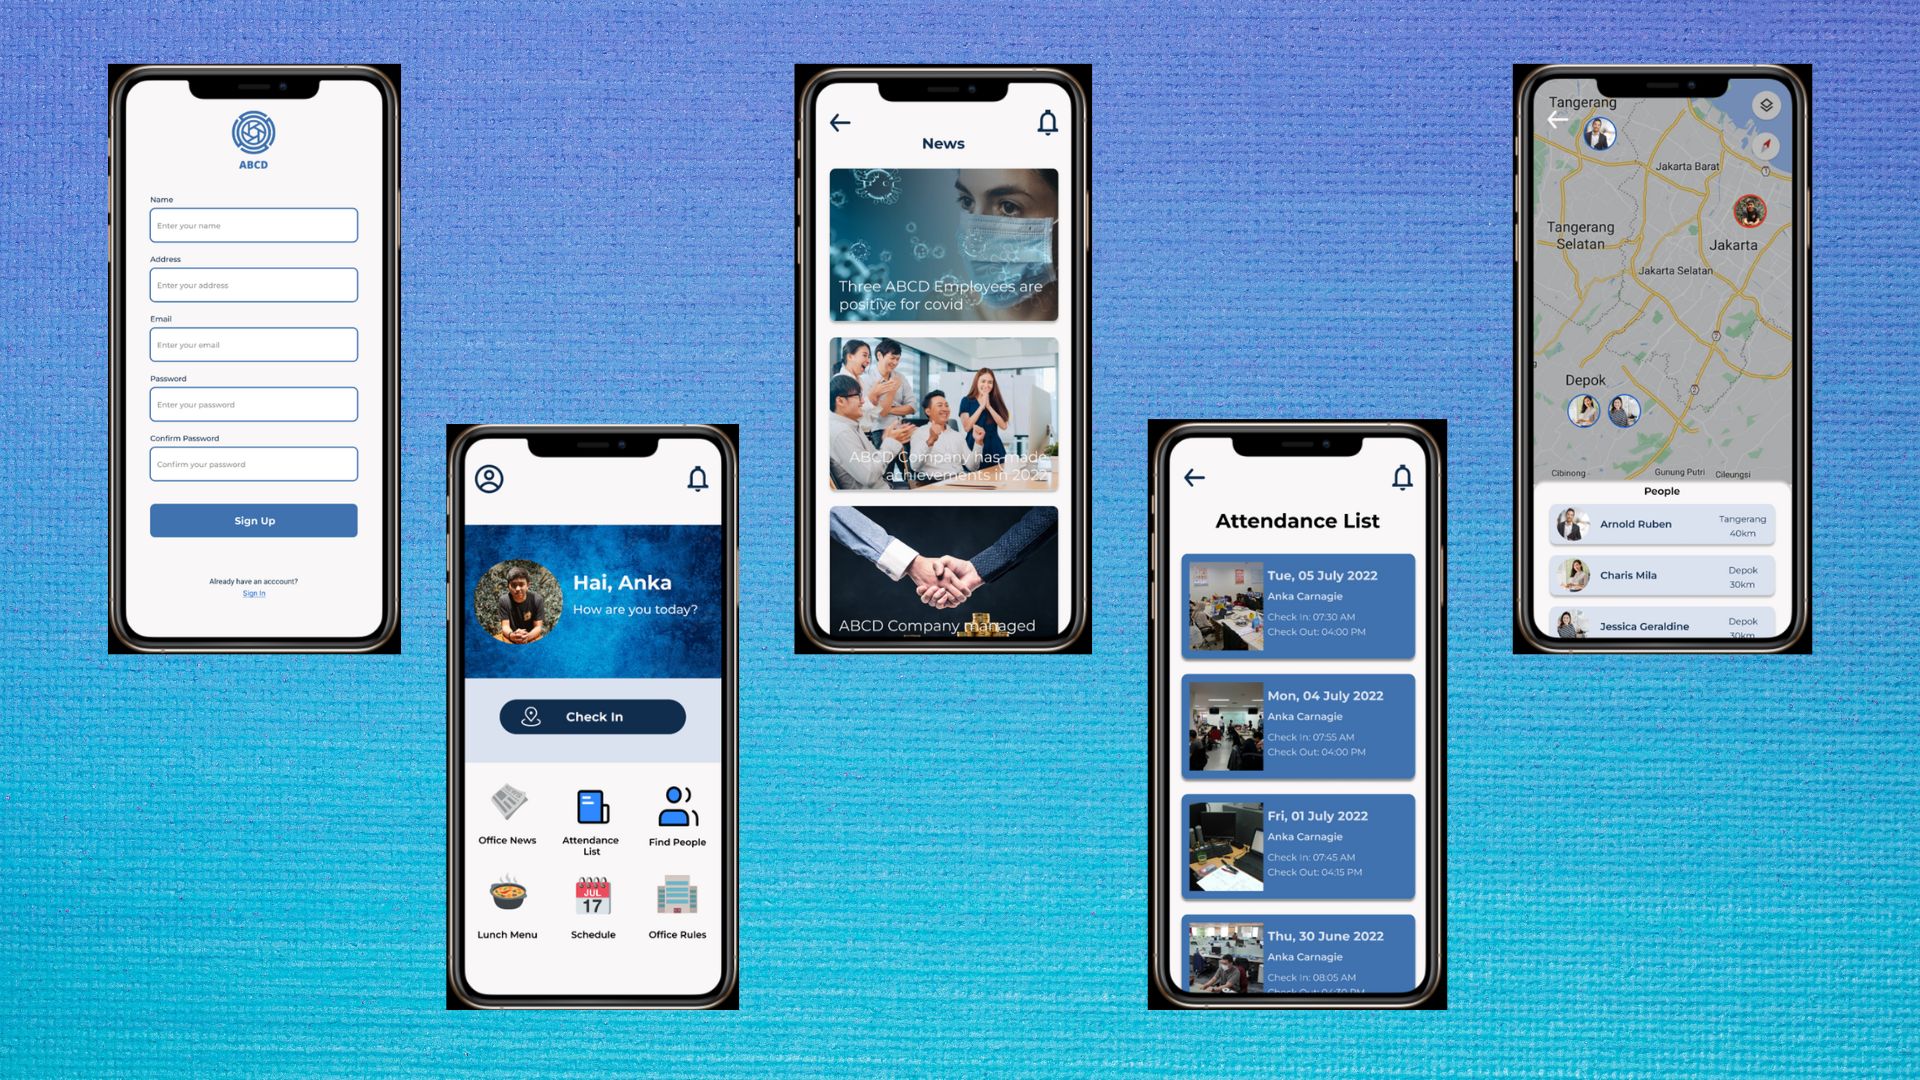 ABCD
Name
Enter your name
Address
Enter your address
Email
Enter your email
Password
Enter your password
Confirm Password
Confirm your password
Sign Up
Already have an acccount?
Sign In
Hai, Anka
How are you today?
Check In
Office News
Attendance
List
Find People
JUL
17
Lunch Menu
Schedule
Office Rules
News
Three ABCD Employees are
positive for covid
ABCD Company has made
achievements in 2022
ABCD Company managed
Attendance List
Tue, 05 July 2022
Anka Carnagie
Check In: 07:30 AM
Check Out: 04:00 PM
Mon, 04 July 2022
Anka Carnagie
Check In: 07:55 AM
Check Out: 04:00 PM
Fri, 01 July 2022
Anka Carnagie
Check In: 07:45 AM
Check Out: 04:15 PM
Thu, 30 June 2022
Anka Carnagie
Check In: 08:05 AM
Check Out: 04:30 PM
Tangerang
Jakarta Barat
Tangerang
Selatan
Jakarta
Jakarta Selatan
Depok
Cibinong
Gunung Putri
Cileungsi
People
Arnold Ruben
Tangerang
40km
Charis Mila
Depok
30km
Jessica Geraldine
Depok
30km